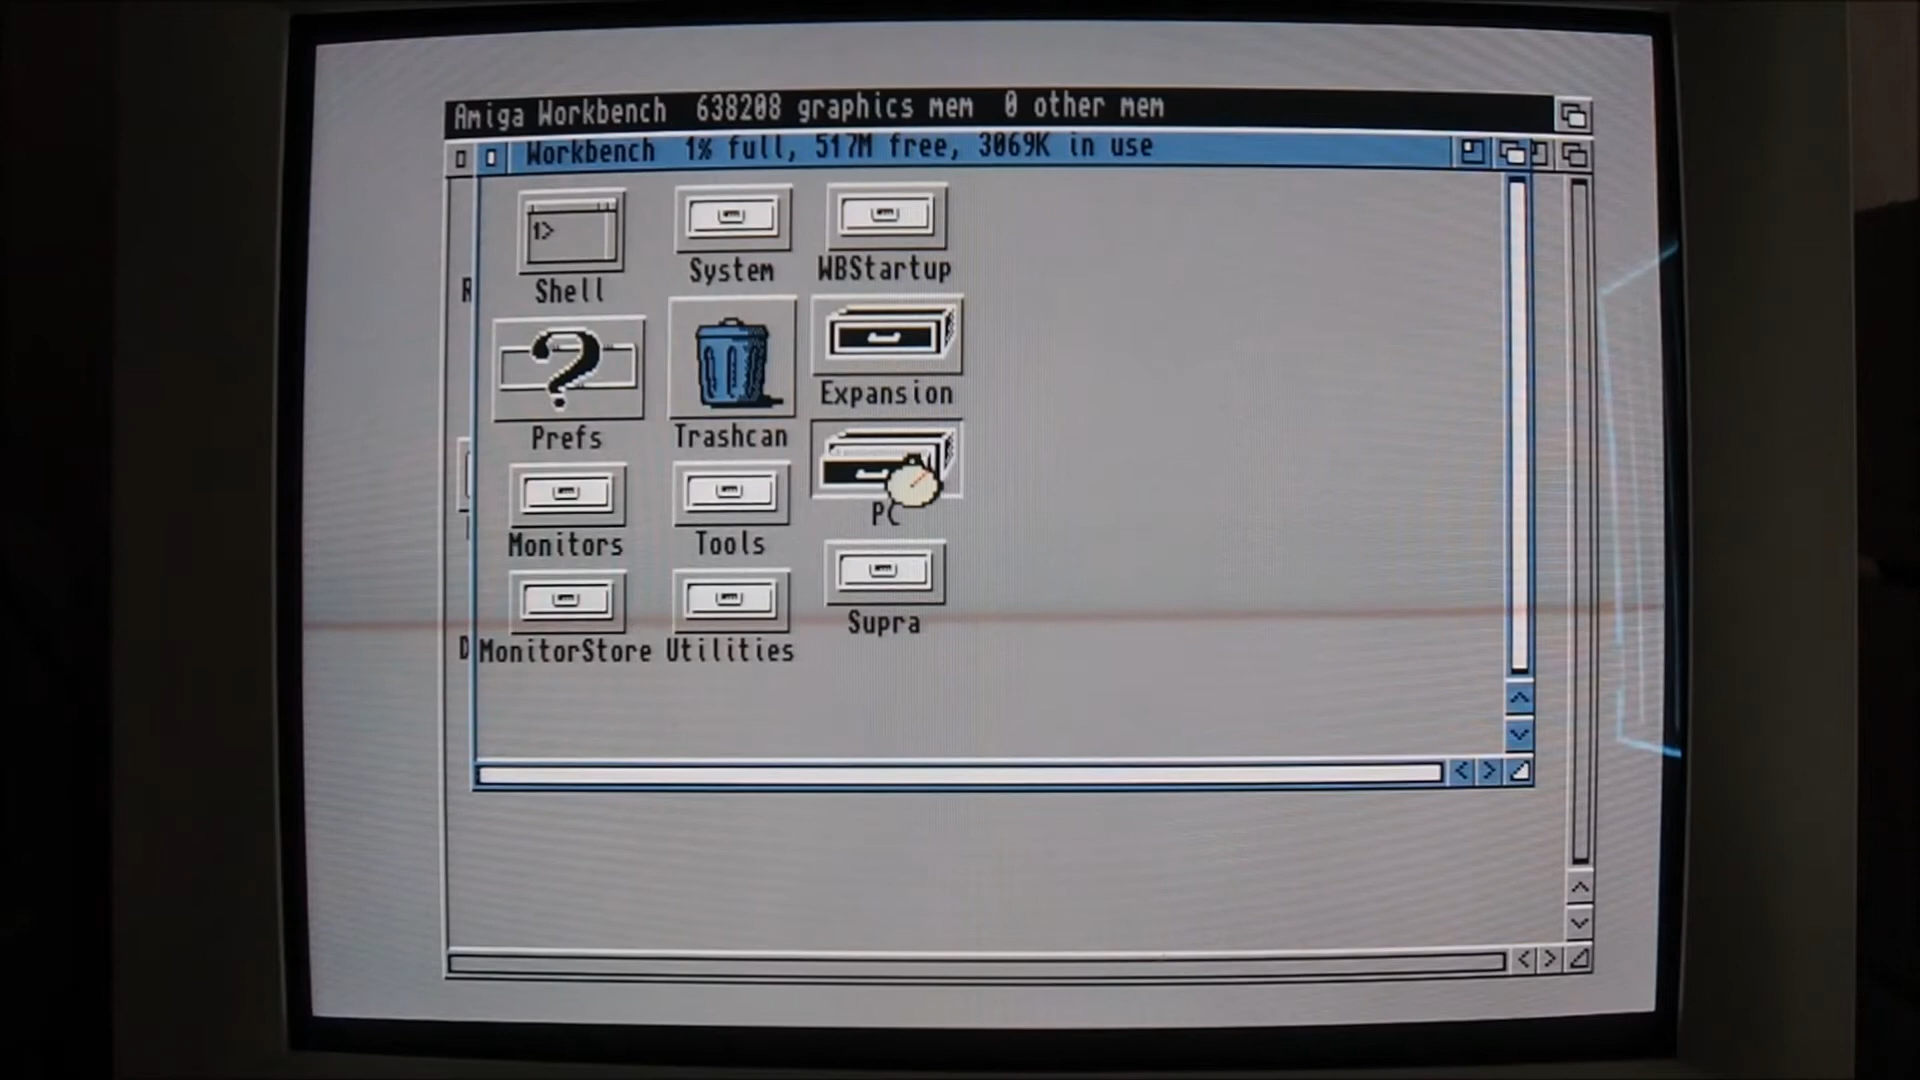 Amiga Workbench 638208 graphics mem 0 other mem
Workbench 1% full, 517M free, 3069K in use
1>
Shell
System
WBStartup
R
Prefs
Trashcan
Expansion
PC
Monitors
Tools
Supra
D
MonitorStore
Utilities